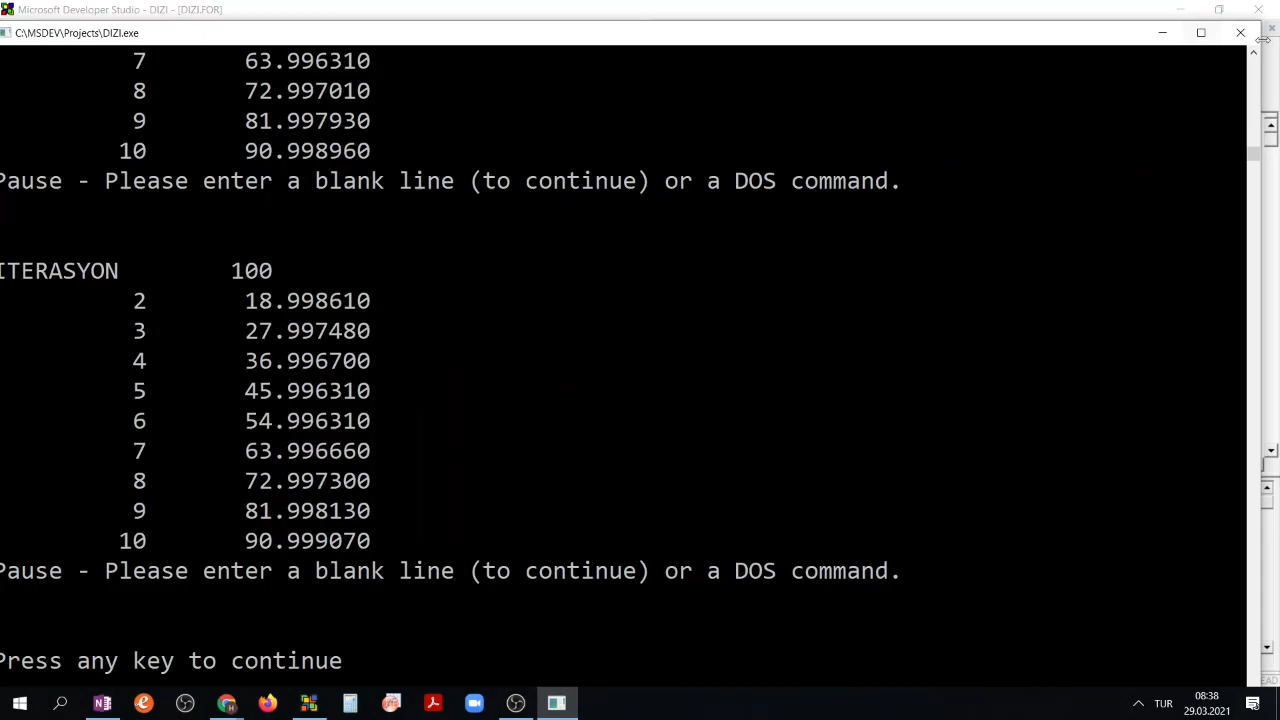 Microsoft Developer Studio - DIZI - [DIZI.FOR]
C:\MSDEV\Projects\DIZI.exe
7 63.996310
8 72.997010
9 81.997930
10 90.998960
Pause - Please enter a blank line (to continue) or a DOS command.
ITERASYON 100
2 18.998610
3 27.997480
4 36.996700
5 45.996310
6 54.996310
7 63.996660
8 72.997300
9 81.998130
10 90.999070
Pause - Please enter a blank line (to continue) or a DOS command.
Press any key to continue
08:38
TUR
29.03.2021